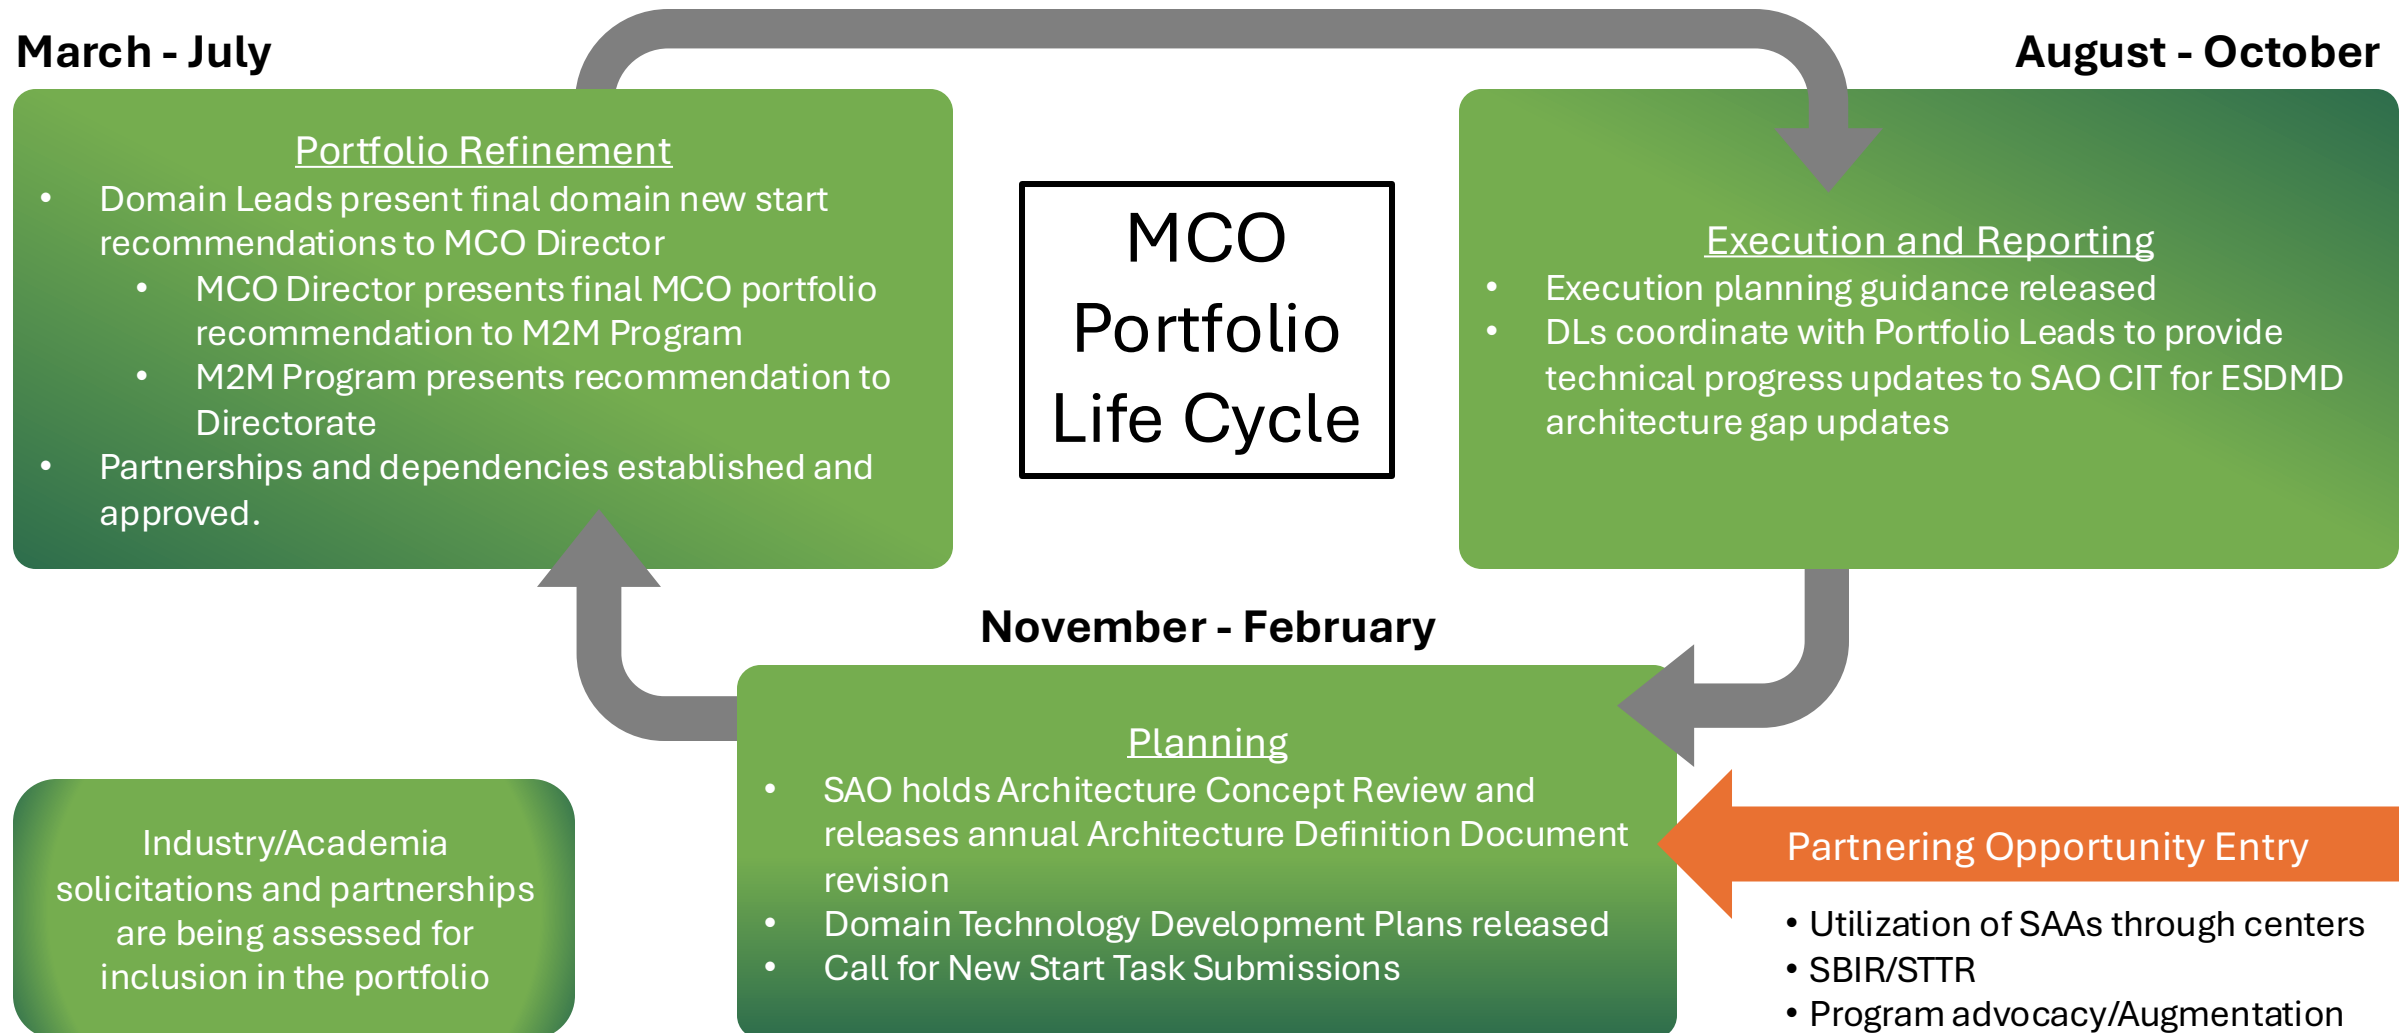 March - July
Portfolio Refinement
• Domain Leads present final domain new start
recommendations to MCO Director
• MCO Director presents final MCO portfolio
recommendation to M2M Program
• M2M Program presents recommendation to
Directorate
• Partnerships and dependencies established and
approved.
MCO
Portfolio
Life Cycle
August - October
Execution and Reporting
• Execution planning guidance released
• DLs coordinate with Portfolio Leads to provide
technical progress updates to SAO CIT for ESDMD
architecture gap updates
November - February
Planning
• SAO holds Architecture Concept Review and
releases annual Architecture Definition Document
revision
• Domain Technology Development Plans released
• Call for New Start Task Submissions
Industry/Academia
solicitations and partnerships
are being assessed for
inclusion in the portfolio
Partnering Opportunity Entry
• Utilization of SAAs through centers
• SBIR/STTR
• Program advocacy/Augmentation